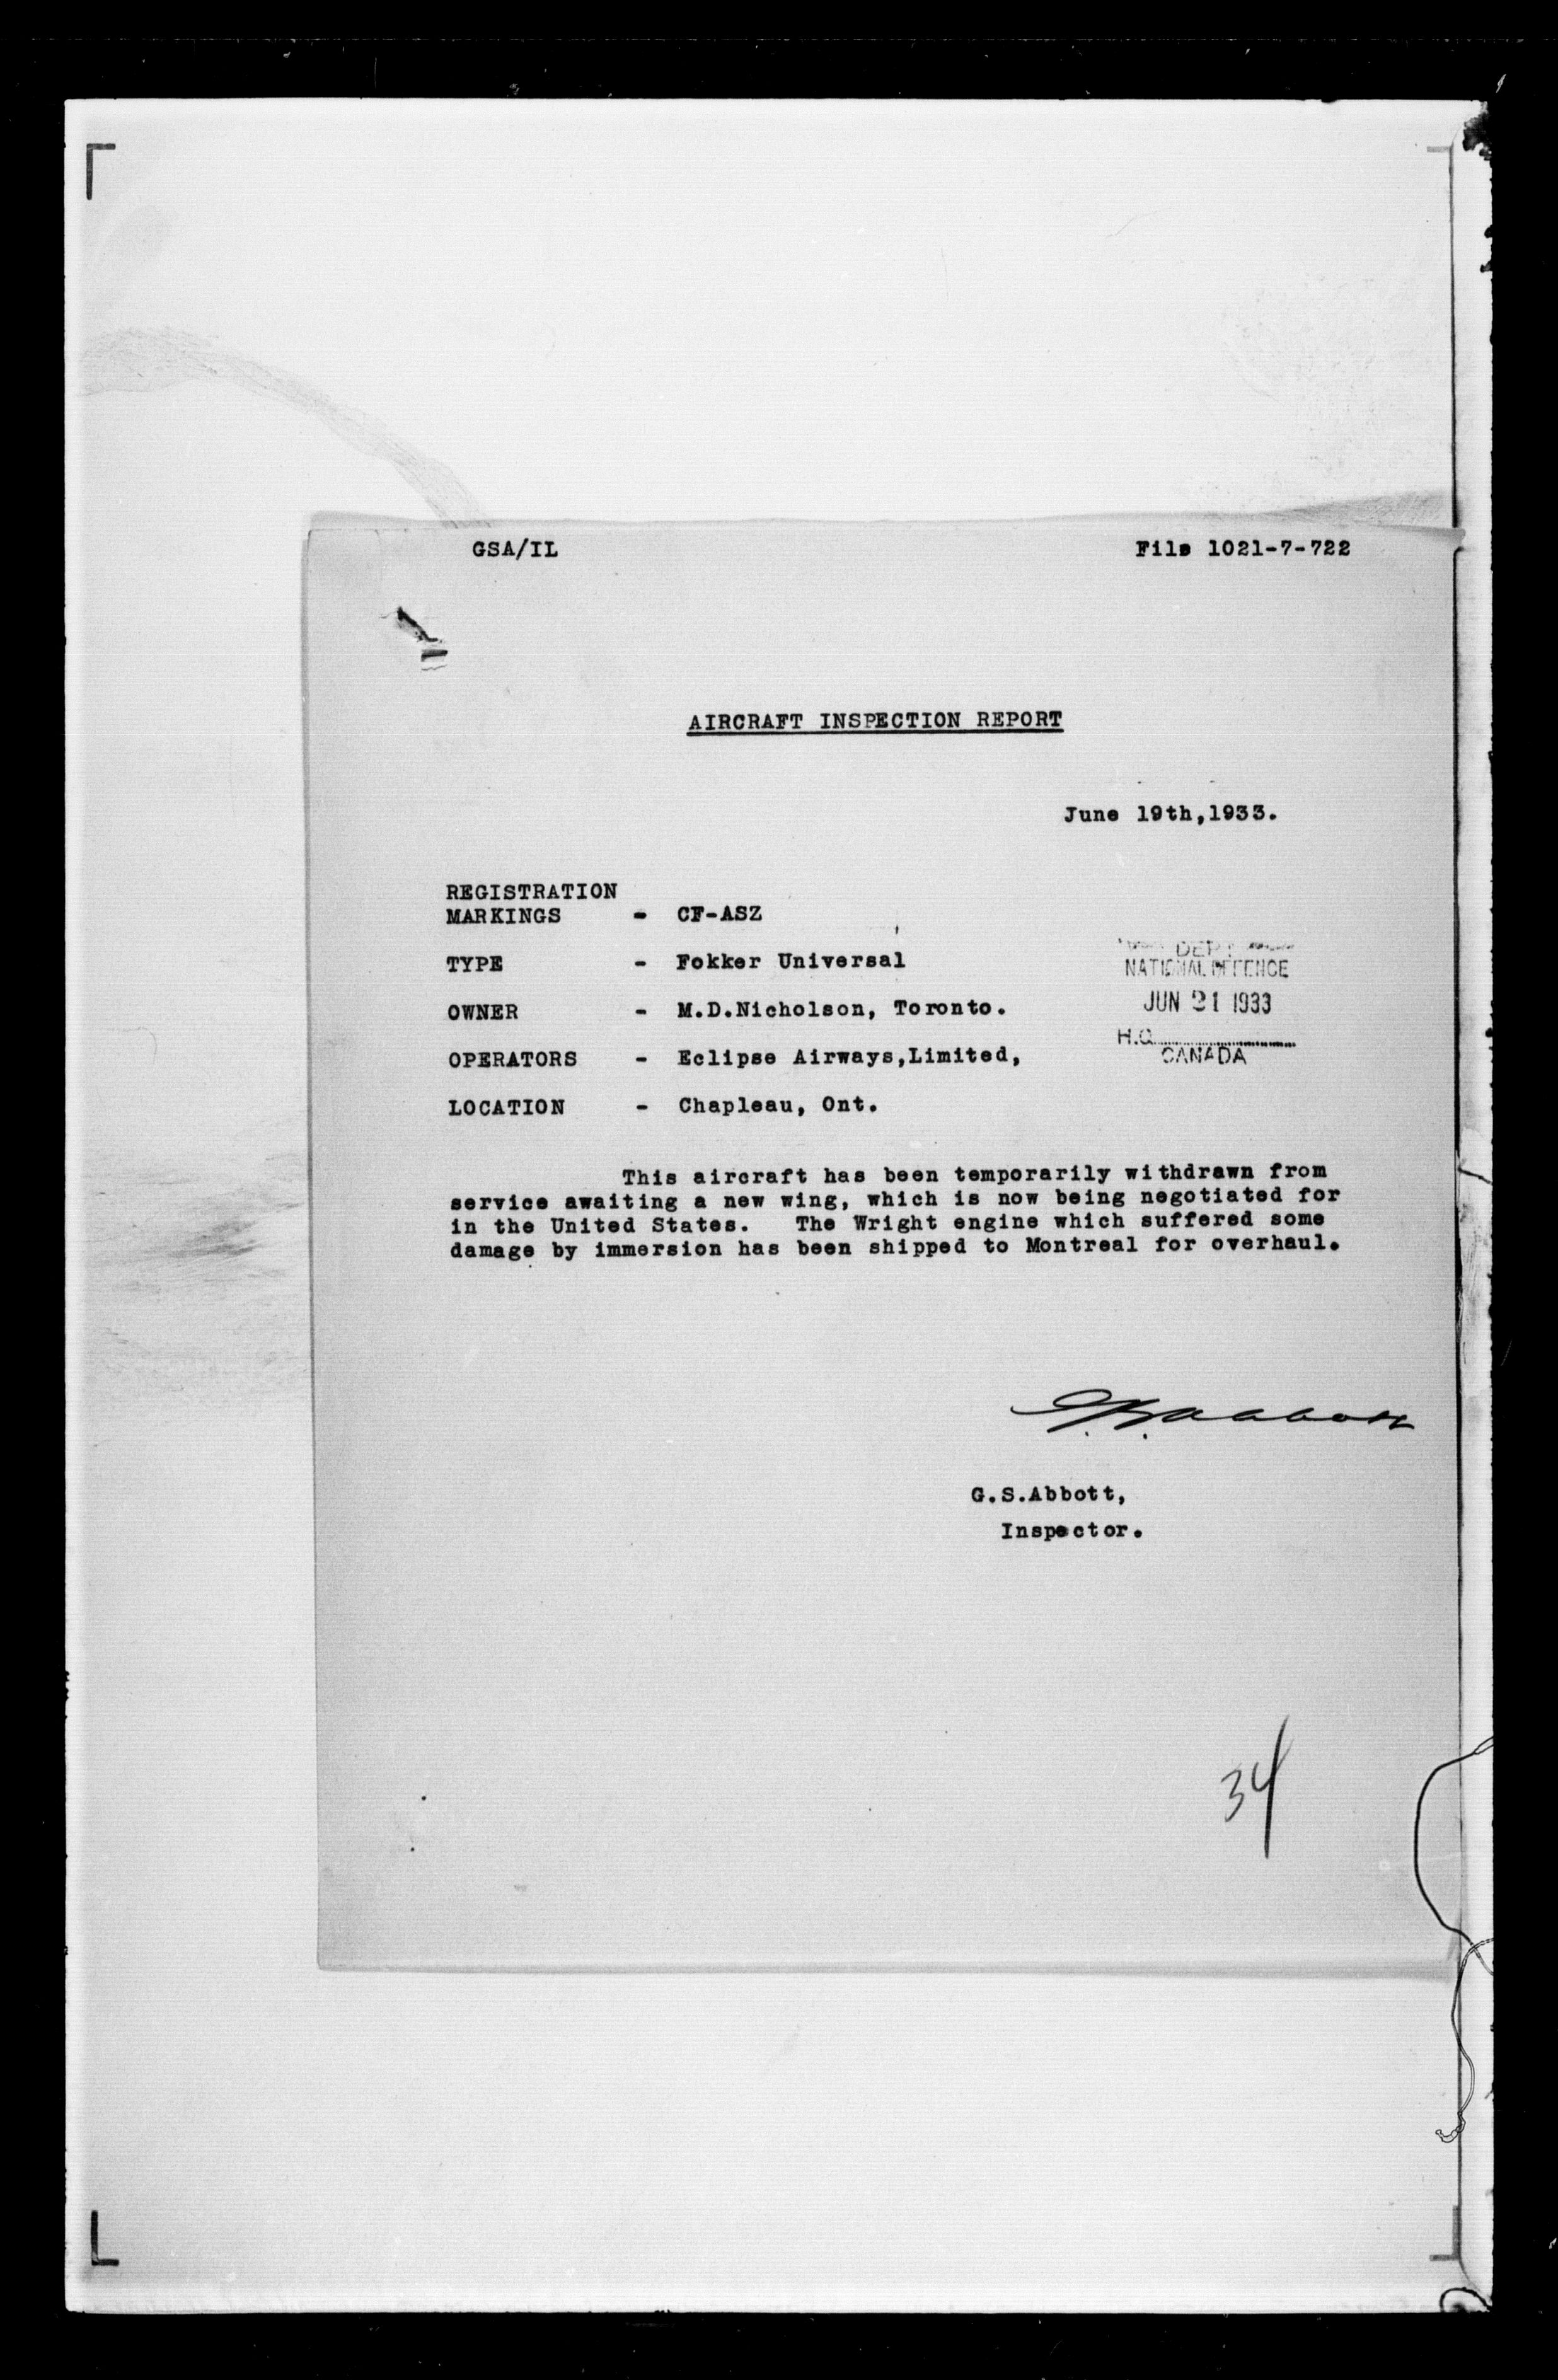 GSA/IL File 1021-7-722
AIRCRAFT INSPECTION REPORT
June 19th,1933.
REGISTRATION
MARKINGS - CF-ASZ
TYPE - Fokker Universal
OWNER - M.D.Nicholson, Toronto.
OPERATORS - Eclipse Airways,Limited,
LOCATION - Chapleau, Ont.
DEPT
NATIONAL DEFENCE
JUN 21 1933
H.Q.
CANADA
This aircraft has been temporarily withdrawn from
service awaiting a new wing, which is now being negotiated for
in the United States. The Wright engine which suffered some
damage by immersion has been shipped to Montreal for overhaul.
G.S.Abbott
G.S.Abbott,
Inspector.
34